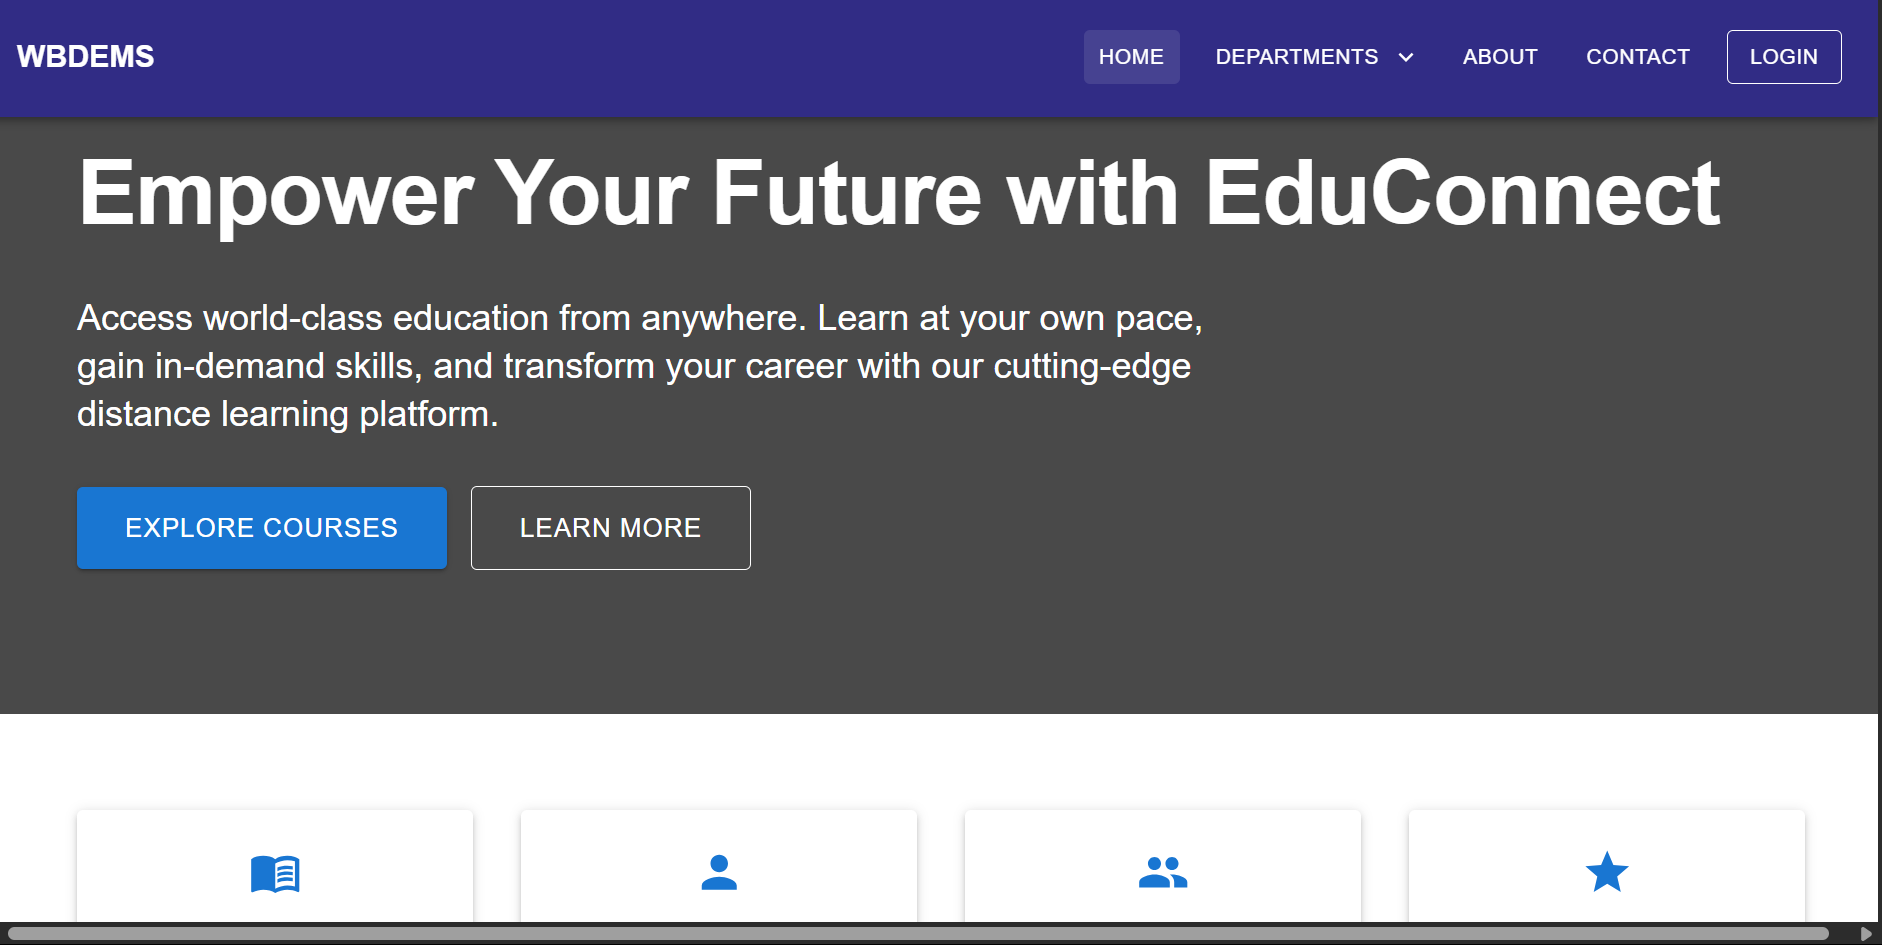 WBDEMS
HOME
DEPARTMENTS
ABOUT
CONTACT
LOGIN
Empower Your Future with EduConnect
Access world-class education from anywhere. Learn at your own pace,
gain in-demand skills, and transform your career with our cutting-edge
distance learning platform.
EXPLORE COURSES
LEARN MORE